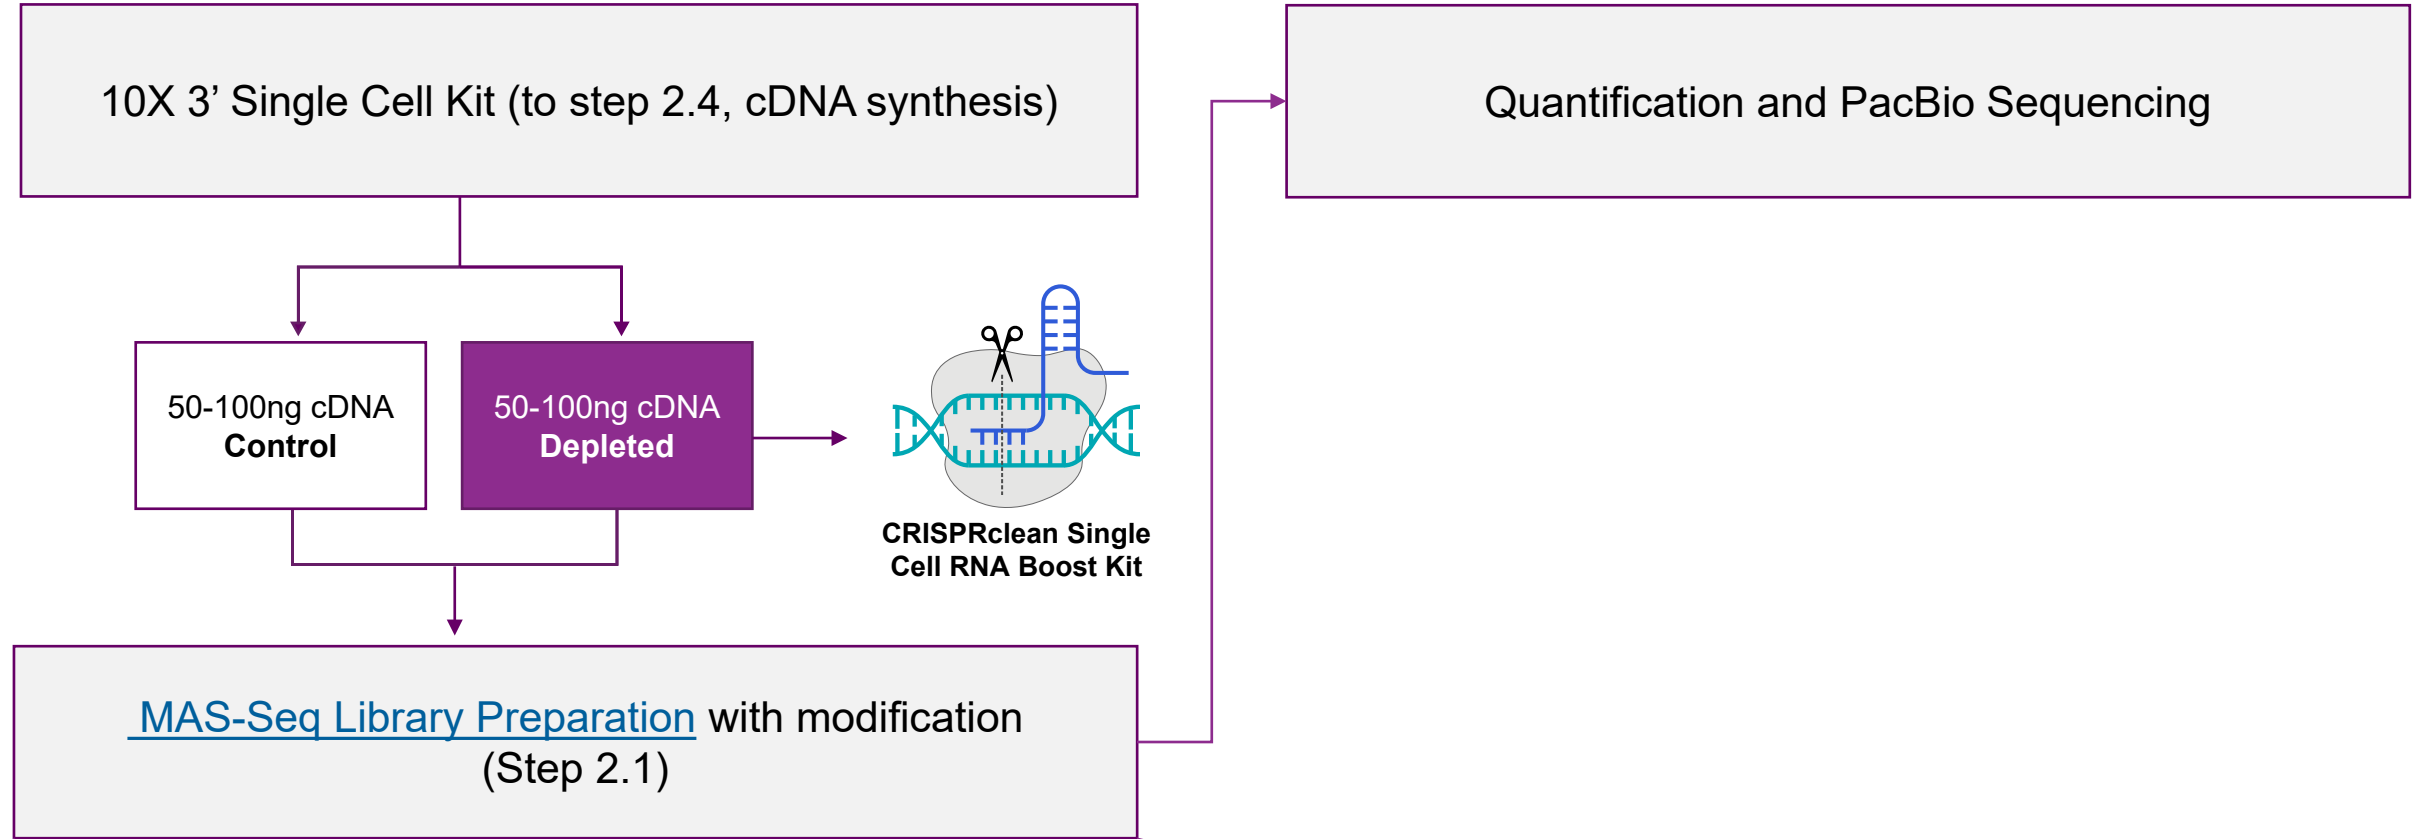 10X 3’ Single Cell Kit (to step 2.4, cDNA synthesis)
Quantification and PacBio Sequencing
50-100ng cDNA
Control
50-100ng cDNA
Depleted
CRISPRclean Single
Cell RNA Boost Kit
MAS-Seq Library Preparation with modification
(Step 2.1)